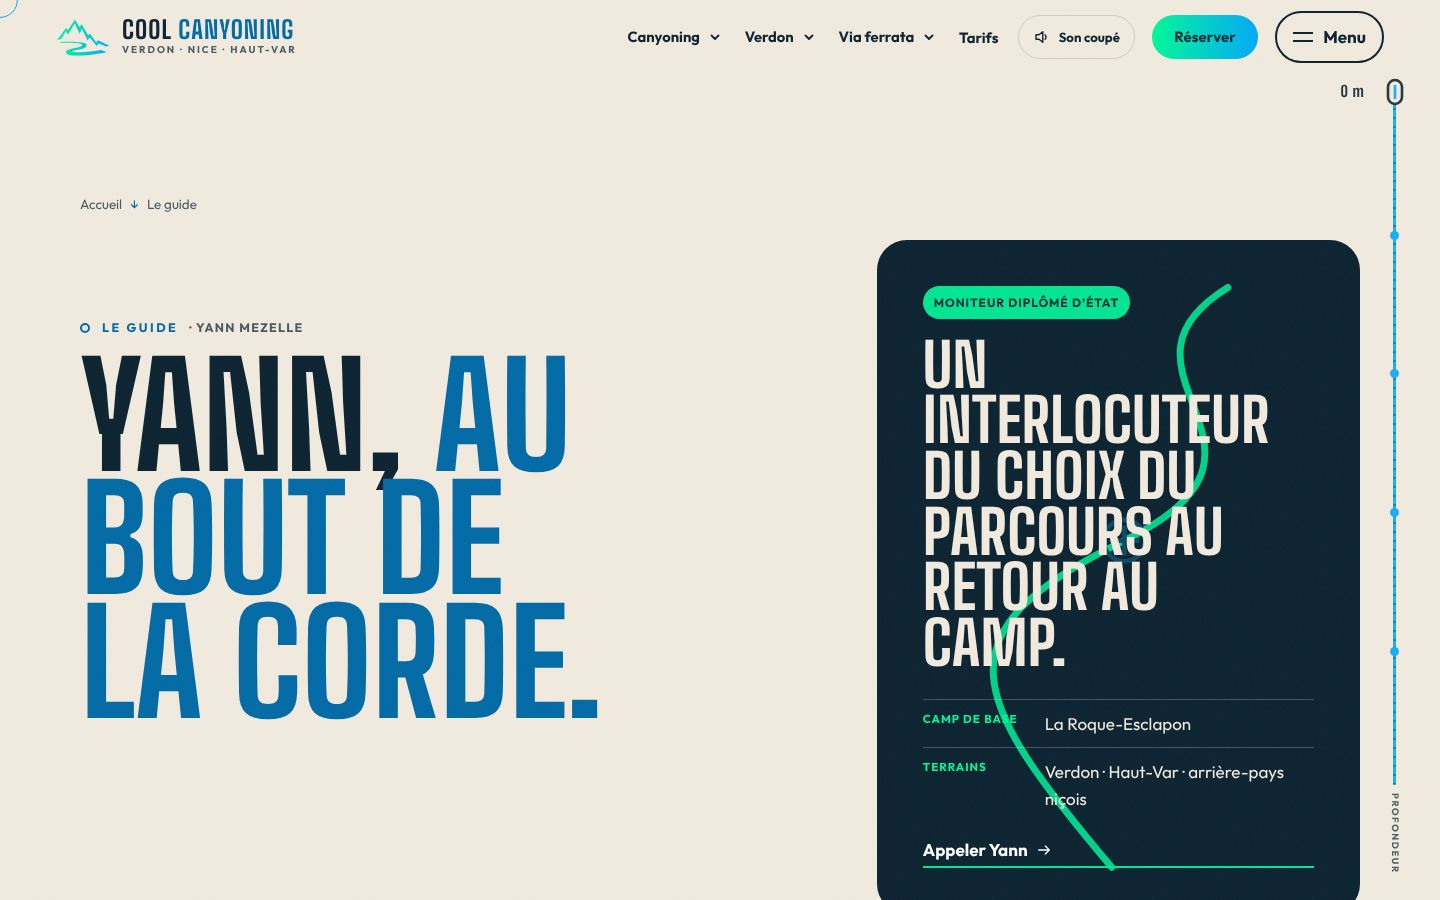 COOL CANYONING
VERDON · NICE · HAUT-VAR
Canyoning
Verdon
Via ferrata
Tarifs
Son coupé
Réserver
Menu
0 m
Accueil ↓ Le guide
LE GUIDE · YANN MEZELLE
YANN, AU
BOUT DE
LA CORDE.
MONITEUR DIPLÔMÉ D'ÉTAT
UN
INTERLOCUTEUR
DU CHOIX DU
PARCOURS AU
RETOUR AU
CAMP.
CAMP DE BASE
La Roque-Esclapon
TERRAINS
Verdon · Haut-Var · arrière-pays
niçois
Appeler Yann →
PROFONDEUR